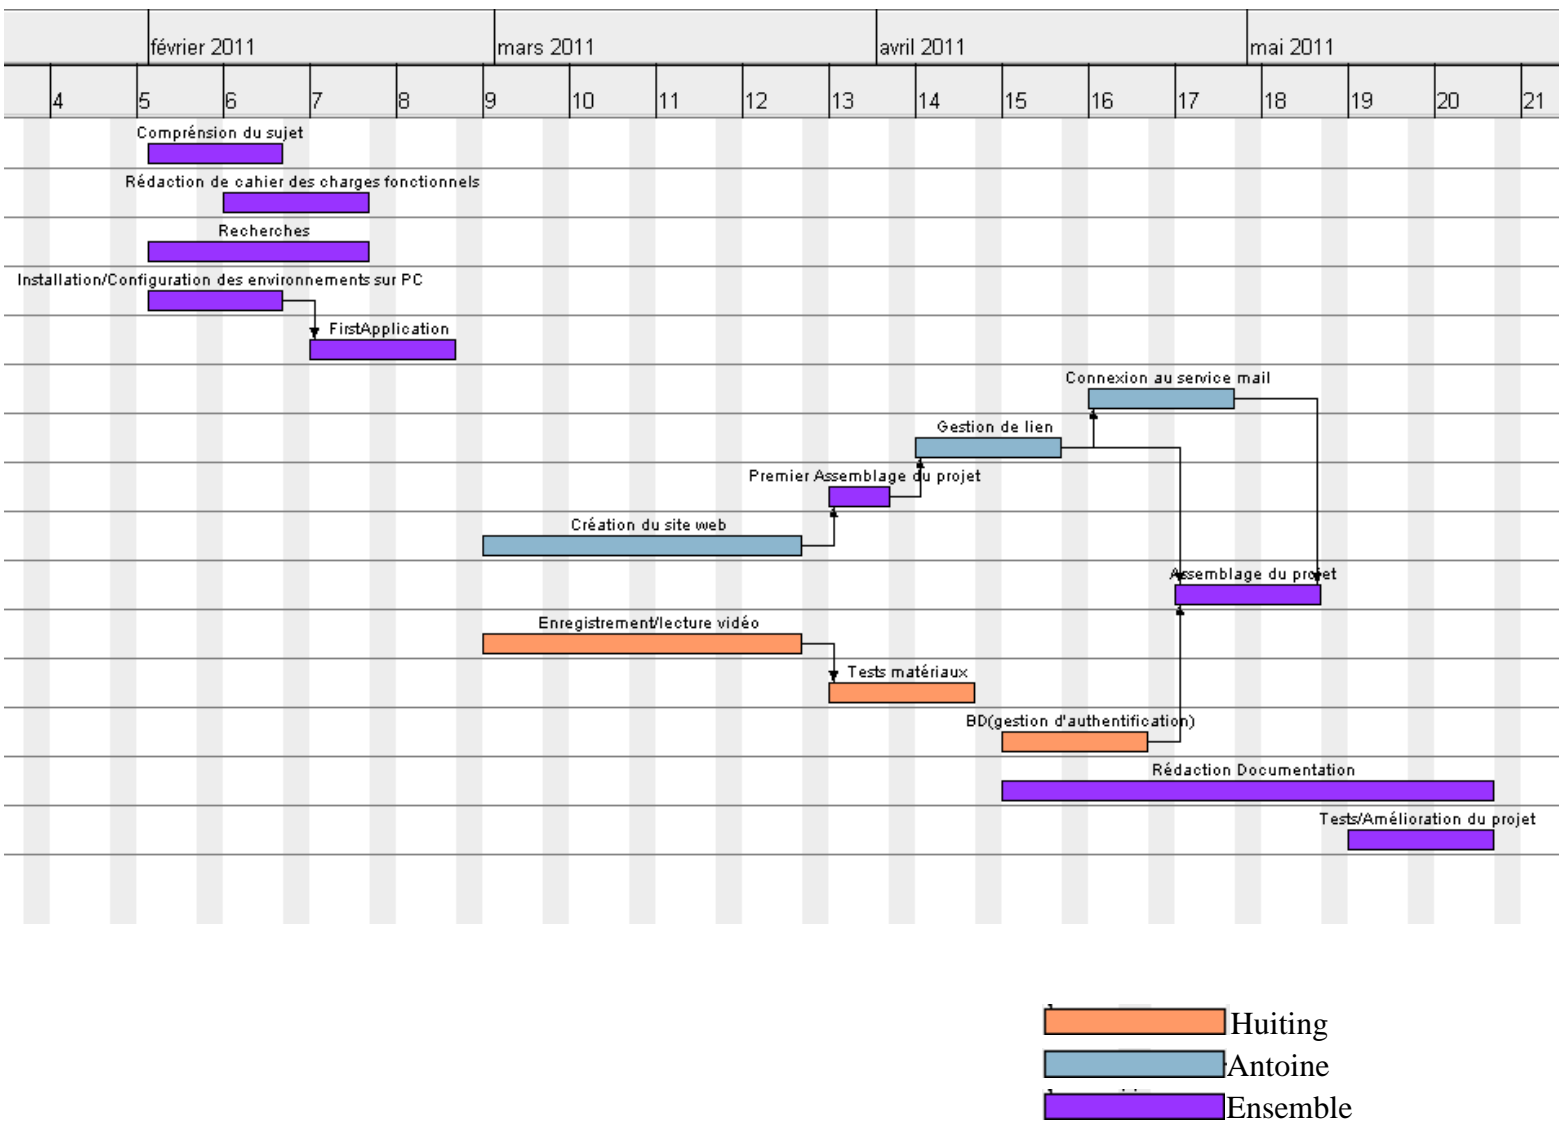 février 2011 mars 2011 avril 2011 mai 2011
4 5 6 7 8 9 10 11 12 13 14 15 16 17 18 19 20 21
Comprénsion du sujet
Rédaction de cahier des charges fonctionnels
Recherches
Installation/Configuration des environnements sur PC
FirstApplication
Connexion au service mail
Gestion de lien
Premier Assemblage du projet
Création du site web
Assemblage du projet
Enregistrement/lecture vidéo
Tests matériaux
BD(gestion d'authentification)
Rédaction Documentation
Tests/Amélioration du projet
Huiting
Antoine
Ensemble